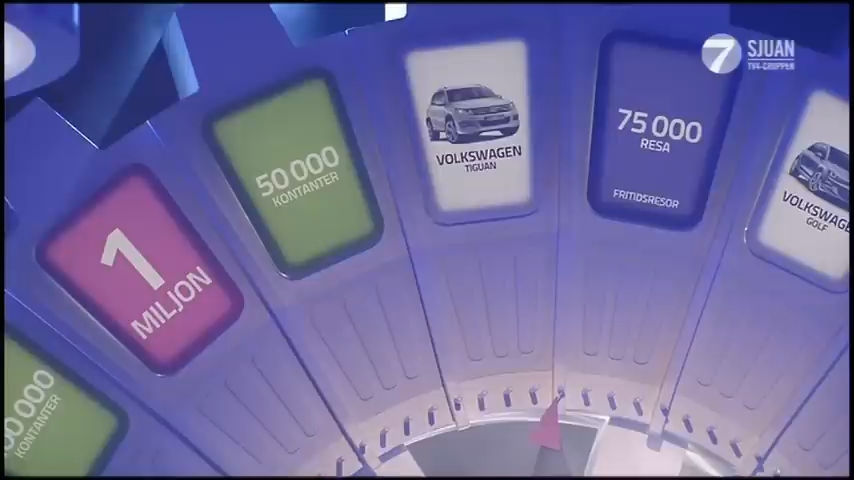 7 SJUAN
TV4-GRUPPEN
1
MILJON
50 000
KONTANTER
VOLKSWAGEN
TIGUAN
75 000
RESA
FRITIDSRESOR
GOLF
KONTANTER